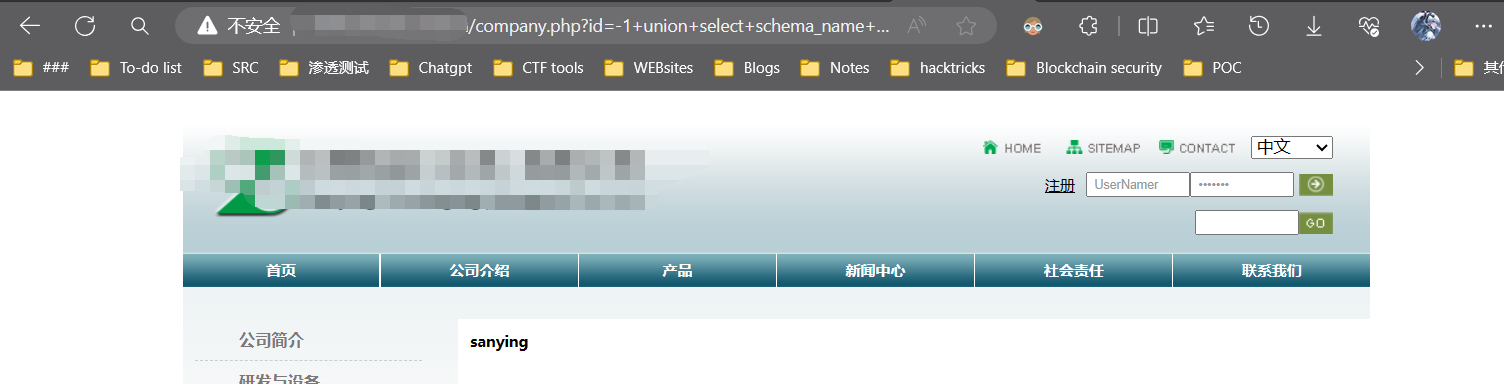 不安全 /company.php?id=-1+union+select+schema_name+...
### To-do list SRC 渗透测试 Chatgpt CTF tools WEBsites Blogs Notes hacktricks Blockchain security POC
HOME SITEMAP CONTACT 中文
注册 UserNamer •••••••
GO
首页 公司介绍 产品 新闻中心 社会责任 联系我们
公司简介 sanying
研发与设备